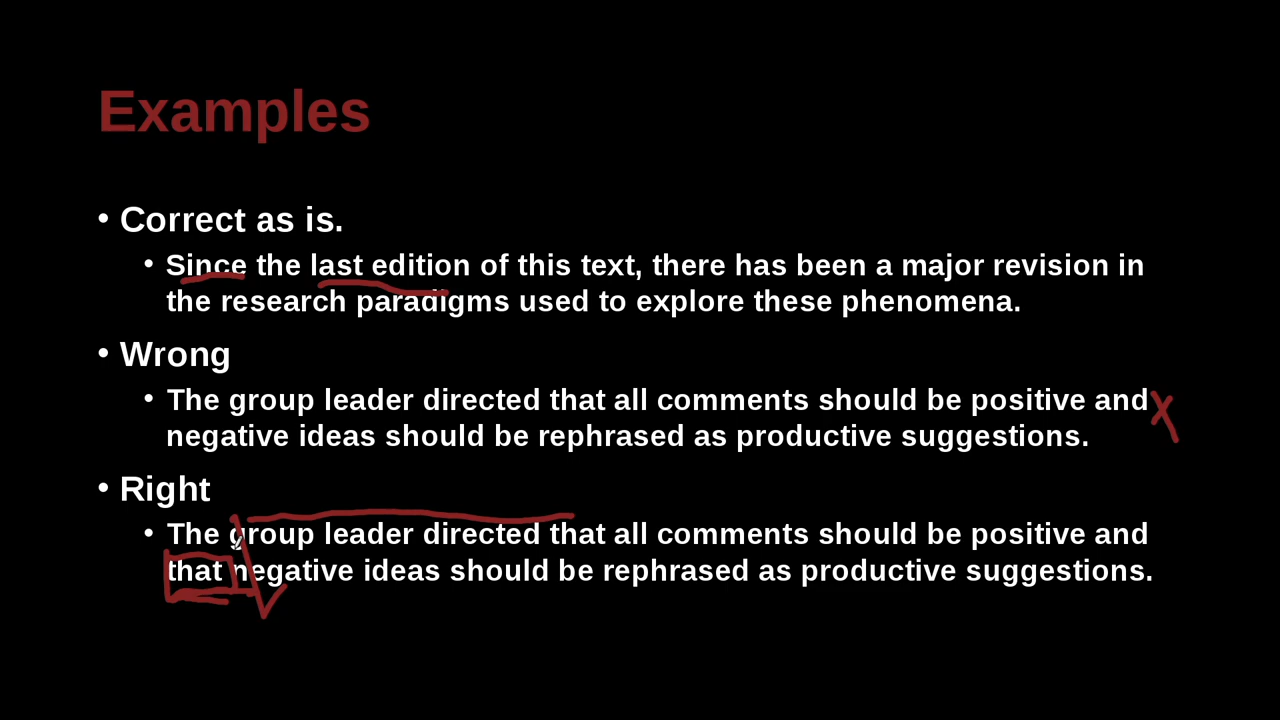 Examples
• Correct as is.
• Since the last edition of this text, there has been a major revision in
the research paradigms used to explore these phenomena.
• Wrong
• The group leader directed that all comments should be positive and
negative ideas should be rephrased as productive suggestions.
• Right
• The group leader directed that all comments should be positive and
that negative ideas should be rephrased as productive suggestions.